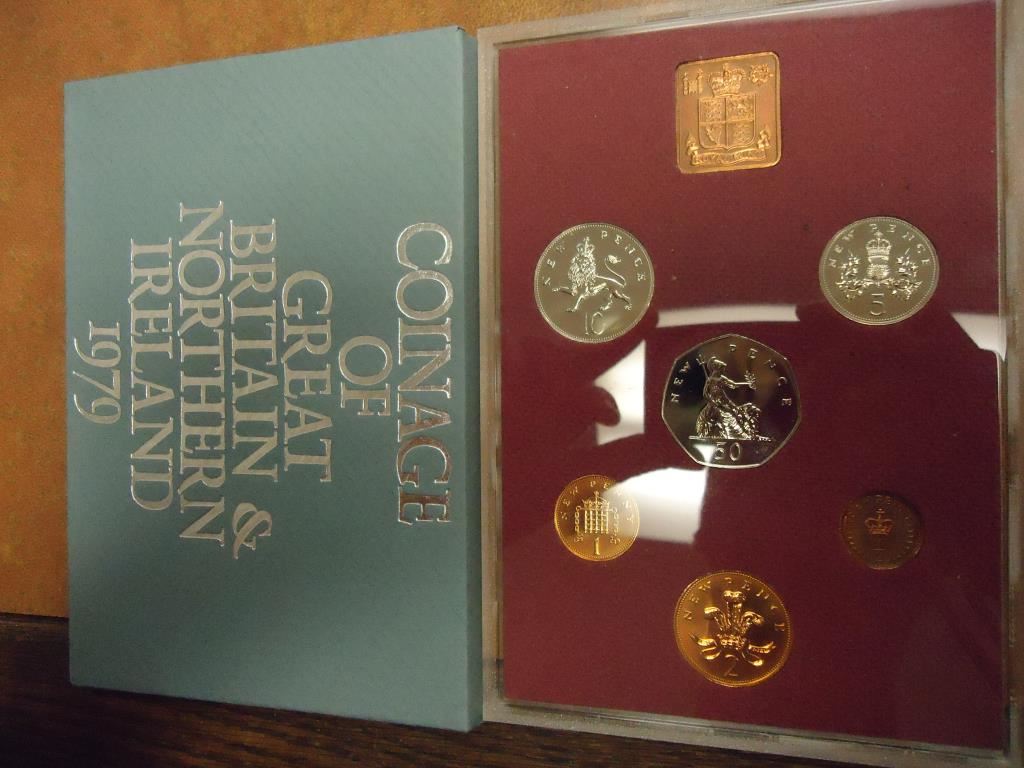 COINAGE
OF
GREAT
BRITAIN &
NORTHERN
IRELAND
1979
NEW PENCE
10
NEW PENCE
5
NEW PENCE
50
NEW PENNY
1
NEW PENCE
2